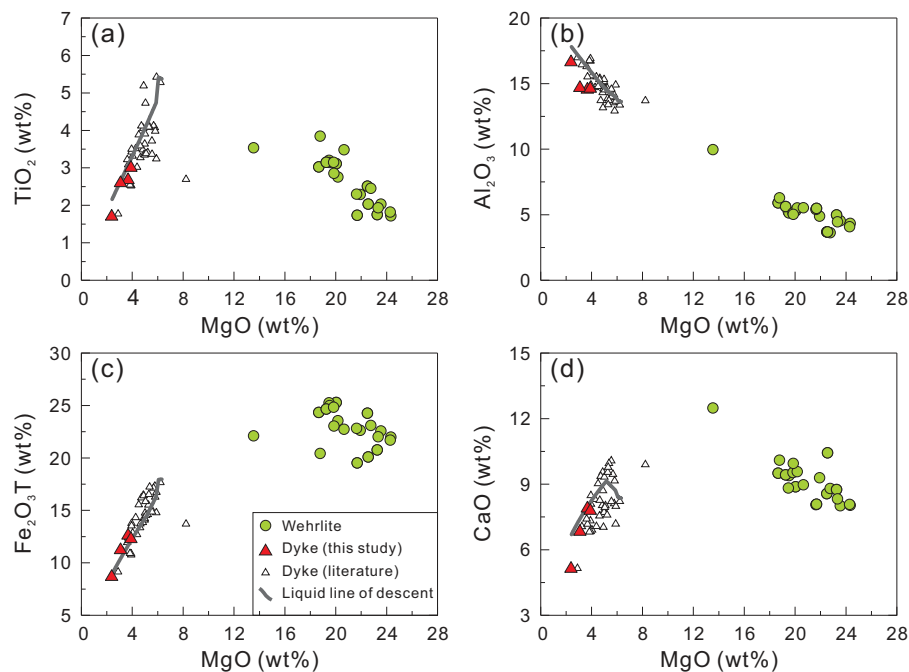 (a)
7
6
5
4
3
2
1
0
TiO₂ (wt%)
0 4 8 12 16 20 24 28
MgO (wt%)
(b)
20
15
10
5
0
Al₂O₃ (wt%)
0 4 8 12 16 20 24 28
MgO (wt%)
(c)
30
25
20
15
10
5
Fe₂O₃T (wt%)
0 4 8 12 16 20 24 28
MgO (wt%)
Wehrlite
Dyke (this study)
Dyke (literature)
Liquid line of descent
(d)
15
12
9
6
3
CaO (wt%)
0 4 8 12 16 20 24 28
MgO (wt%)